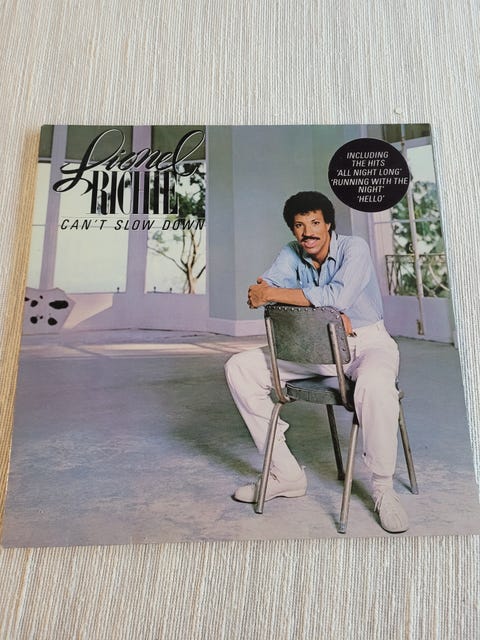 Lionel
RICHIE
CAN'T SLOW DOWN
INCLUDING
THE HITS
'ALL NIGHT LONG'
'RUNNING WITH THE
NIGHT'
'HELLO'